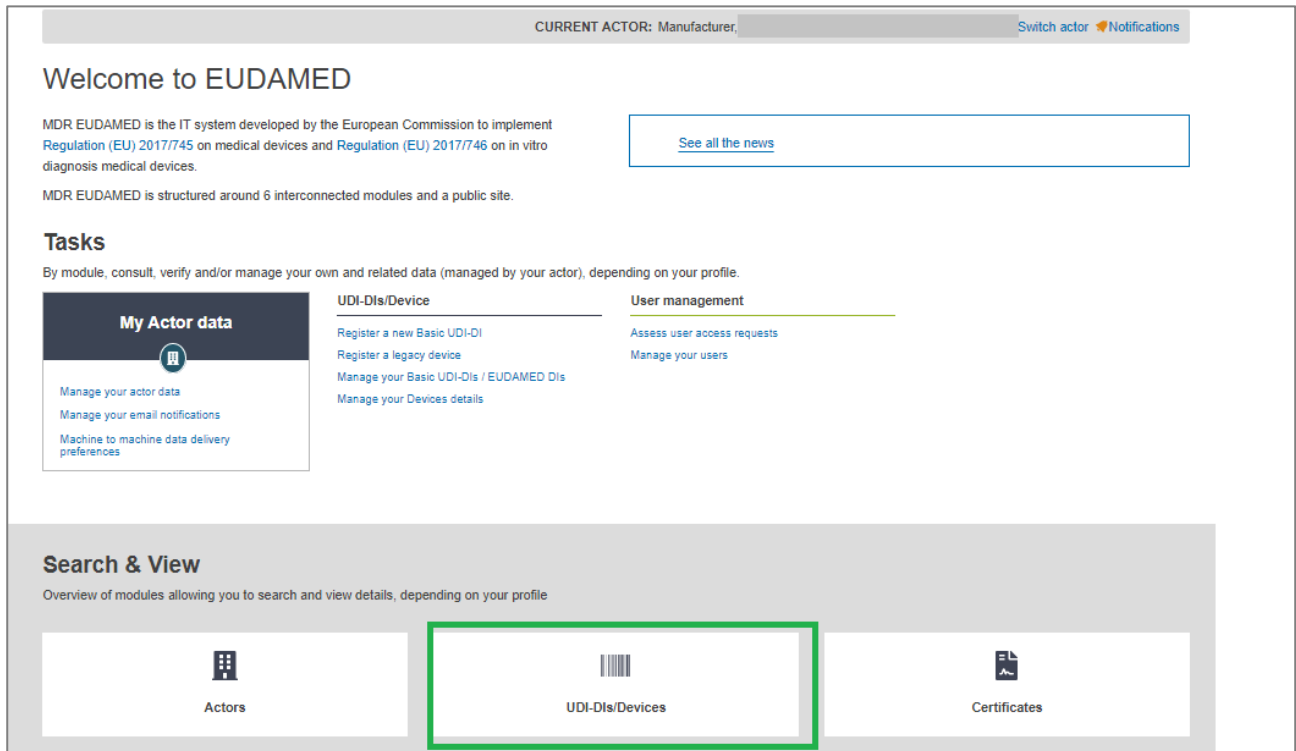 CURRENT ACTOR: Manufacturer,
Switch actor Notifications
Welcome to EUDAMED
MDR EUDAMED is the IT system developed by the European Commission to implement
Regulation (EU) 2017/745 on medical devices and Regulation (EU) 2017/746 on in vitro
diagnosis medical devices.
MDR EUDAMED is structured around 6 interconnected modules and a public site.
See all the news
Tasks
By module, consult, verify and/or manage your own and related data (managed by your actor), depending on your profile.
My Actor data
Manage your actor data
Manage your email notifications
Machine to machine data delivery
preferences
UDI-DIs/Device
Register a new Basic UDI-DI
Register a legacy device
Manage your Basic UDI-DIs / EUDAMED DIs
Manage your Devices details
User management
Assess user access requests
Manage your users
Search & View
Overview of modules allowing you to search and view details, depending on your profile
Actors
UDI-DIs/Devices
Certificates